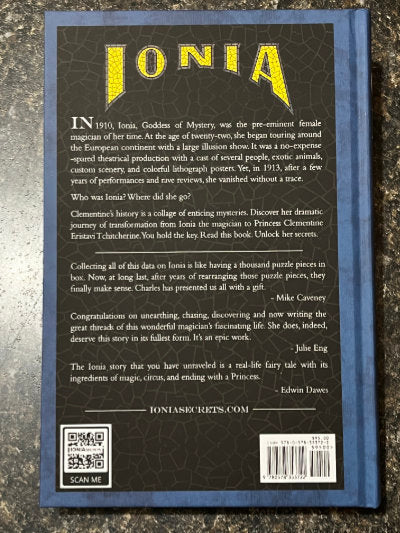 IONIA
IN 1910, Ionia, Goddess of Mystery, was the pre-eminent female
magician of her time. At the age of twenty-two, she began touring around
the European continent with a large illusion show. It was a no-expense
-spared theatrical production with a cast of several people, exotic animals,
custom scenery, and colorful lithograph posters. Yet, in 1913, after a few
years of performances and rave reviews, she vanished without a trace.
Who was Ionia? Where did she go?
Clementine's history is a collage of enticing mysteries. Discover her dramatic
journey of transformation from Ionia the magician to Princess Clementine
Eristavi Tchitcherine. You hold the key. Read this book. Unlock her secrets.
Collecting all of this data on Ionia is like having a thousand puzzle pieces in
box. Now, at long last, after years of rearranging those puzzle pieces, they
finally make sense. Charles has presented us all with a gift.
- Mike Caveney
Congratulations on unearthing, chasing, discovering and now writing the
great threads of this wonderful magician's fascinating life. She does, indeed,
deserve this story in its fullest form. It's an epic work.
- Julie Eng
The Ionia story that you have unraveled is a real-life fairy tale with its
ingredients of magic, circus, and ending with a Princess.
- Edwin Dawes
IONIASECRETS.COM
IONIA
SCAN ME
$95.00